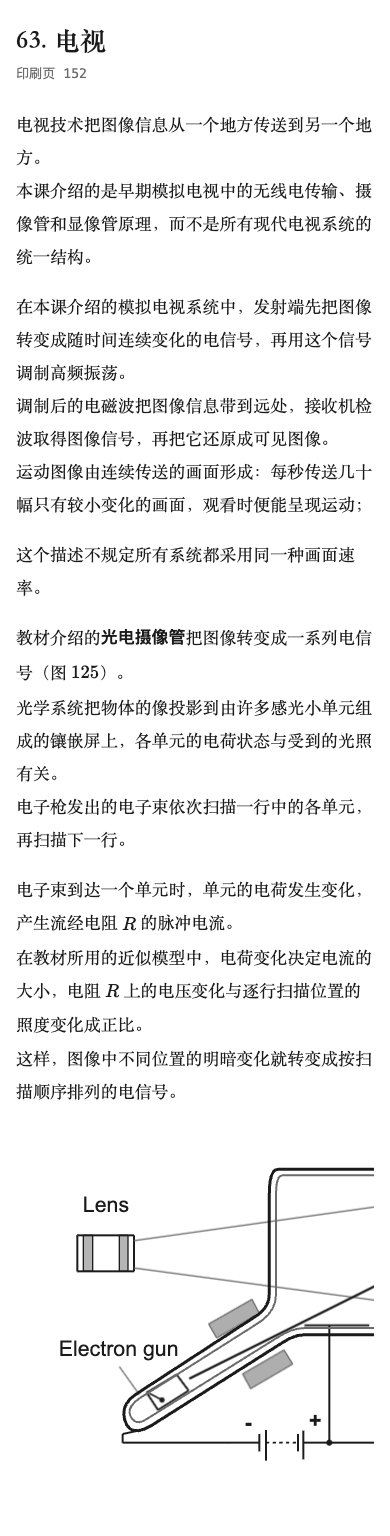 63. 电视
印刷页 152
电视技术把图像信息从一个地方传送到另一个地
方。
本课介绍的是早期模拟电视中的无线电传输、摄
像管和显像管原理，而不是所有现代电视系统的
统一结构。
在本课介绍的模拟电视系统中，发射端先把图像
转变成随时间连续变化的电信号，再用这个信号
调制高频振荡。
调制后的电磁波把图像信息带到远处，接收机检
波取得图像信号，再把它还原成可见图像。
运动图像由连续传送的画面形成：每秒传送几十
幅只有较小变化的画面，观看时便能呈现运动；
这个描述不规定所有系统都采用同一种画面速
率。
教材介绍的光电摄像管把图像转变成一系列电信
号（图 125）。
光学系统把物体的像投影到由许多感光小单元组
成的镶嵌屏上，各单元的电荷状态与受到的光照
有关。
电子枪发出的电子束依次扫描一行中的各单元，
再扫描下一行。
电子束到达一个单元时，单元的电荷发生变化，
产生流经电阻 R 的脉冲电流。
在教材所用的近似模型中，电荷变化决定电流的
大小，电阻 R 上的电压变化与逐行扫描位置的
照度变化成正比。
这样，图像中不同位置的明暗变化就转变成按扫
描顺序排列的电信号。
Lens
Electron gun
- +